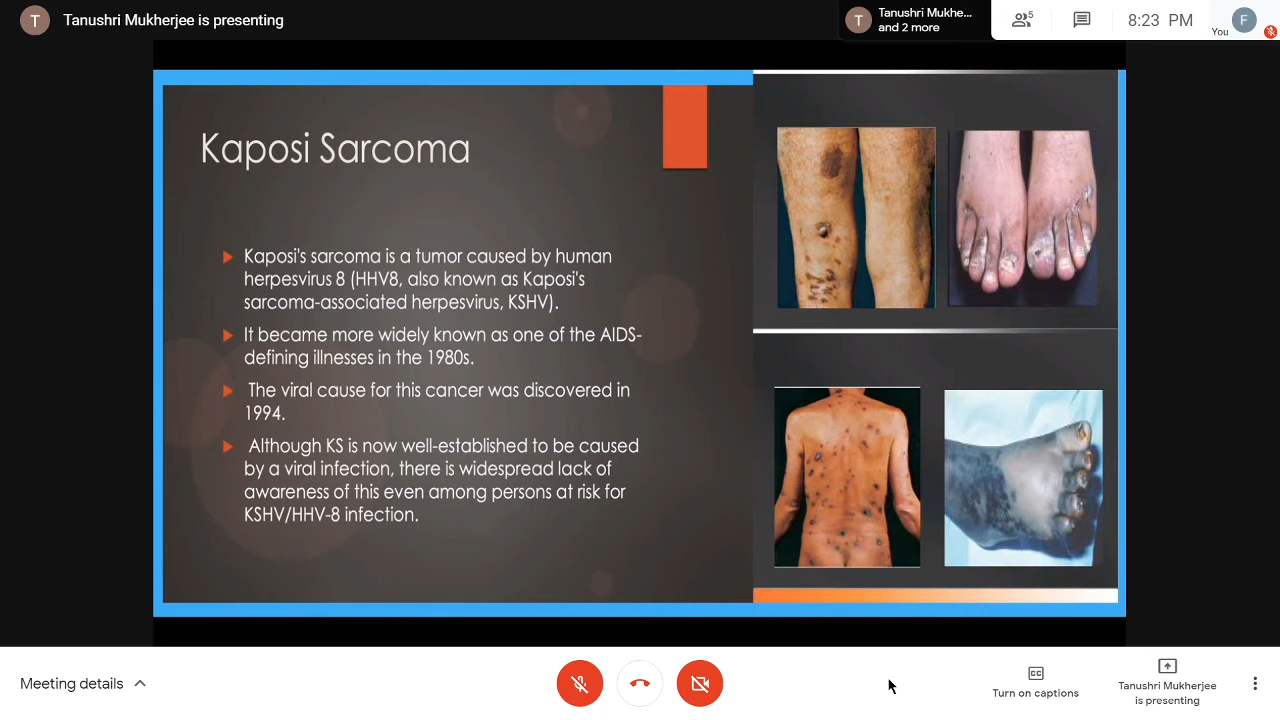 T
Tanushri Mukherjee is presenting
T
Tanushri Mukhe...
and 2 more
5
8:23 PM
You
F
Kaposi Sarcoma
Kaposi's sarcoma is a tumor caused by human
herpesvirus 8 (HHV8, also known as Kaposi's
sarcoma-associated herpesvirus, KSHV).
It became more widely known as one of the AIDS-
defining illnesses in the 1980s.
The viral cause for this cancer was discovered in
1994.
Although KS is now well-established to be caused
by a viral infection, there is widespread lack of
awareness of this even among persons at risk for
KSHV/HHV-8 infection.
Meeting details
CC
Turn on captions
Tanushri Mukherjee
is presenting